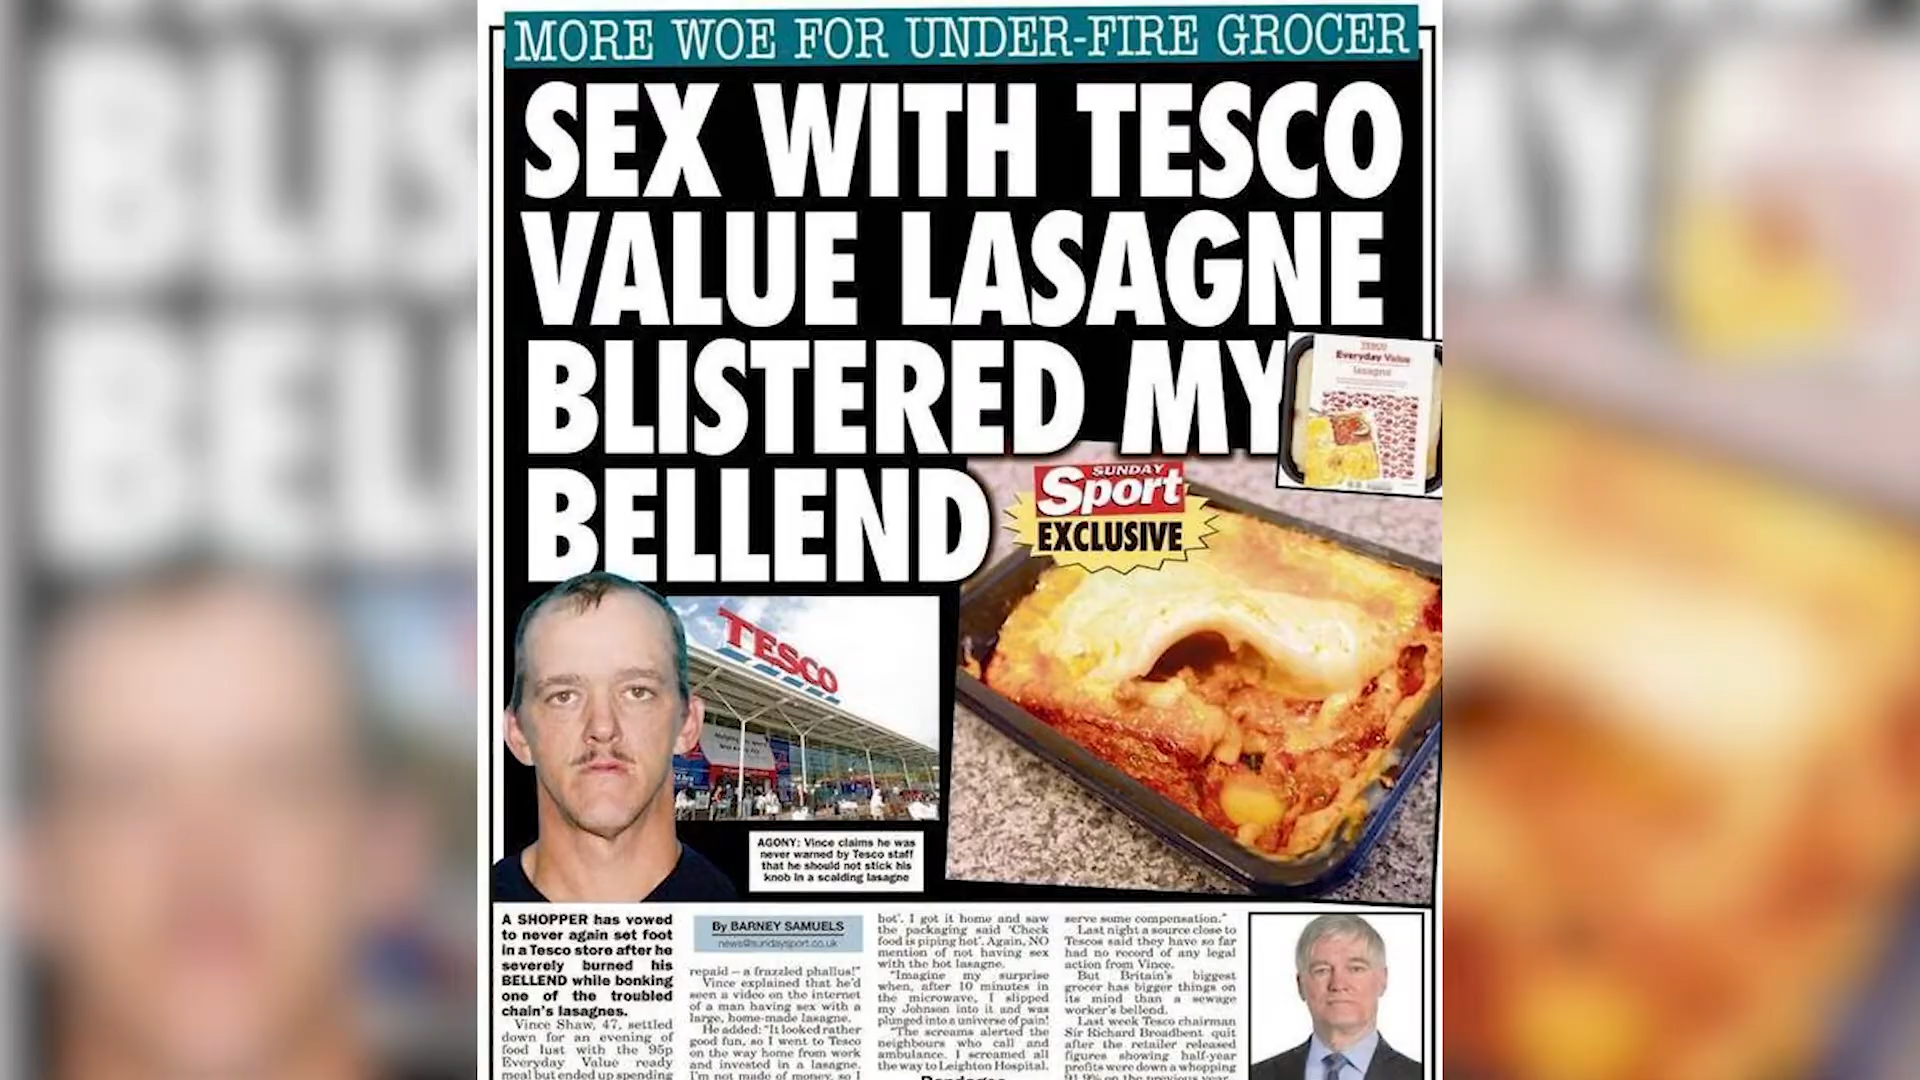 MORE WOE FOR UNDER-FIRE GROCER
SEX WITH TESCO
VALUE LASAGNE
BLISTERED MY
BELLEND
TESCO
Everyday Value
lasagne
SUNDAY
Sport
EXCLUSIVE
TESCO
AGONY: Vince claims he was
never warned by Tesco staff
that he should not stick his
knob in a scalding lasagne
A SHOPPER has vowed
to never again set foot
in a Tesco store after he
severely burned his
BELLEND while bonking
one of the troubled
chain's lasagnes.
Vince Shaw, 47, settled
down for an evening of
food lust with the 95p
Everyday Value ready
meal but ended up spending
By BARNEY SAMUELS
news@sundaysport.co.uk
repaid – a frazzled phallus!"
Vince explained that he'd
seen a video on the internet
of a man having sex with a
large, home-made lasagne.
He added: "It looked rather
good fun, so I went to Tesco
on the way home from work
and invested in a lasagne.
I'm not made of money, so I
hot'. I got it home and saw
the packaging said 'Check
food is piping hot'. Again, NO
mention of not having sex
with the hot lasagne.
"Imagine my surprise
when, after 10 minutes in
the microwave, I slipped
my Johnson into it and was
plunged into a universe of pain!
"The screams alerted the
neighbours who call and
ambulance. I screamed all
the way to Leighton Hospital.
serve some compensation."
Last night a source close to
Tescos said they have so far
had no record of any legal
action from Vince.
But Britain's biggest
grocer has bigger things on
its mind than a sewage
worker's bellend.
Last week Tesco chairman
Sir Richard Broadbent quit
after the retailer released
figures showing half-year
profits were down a whopping
on the previous year